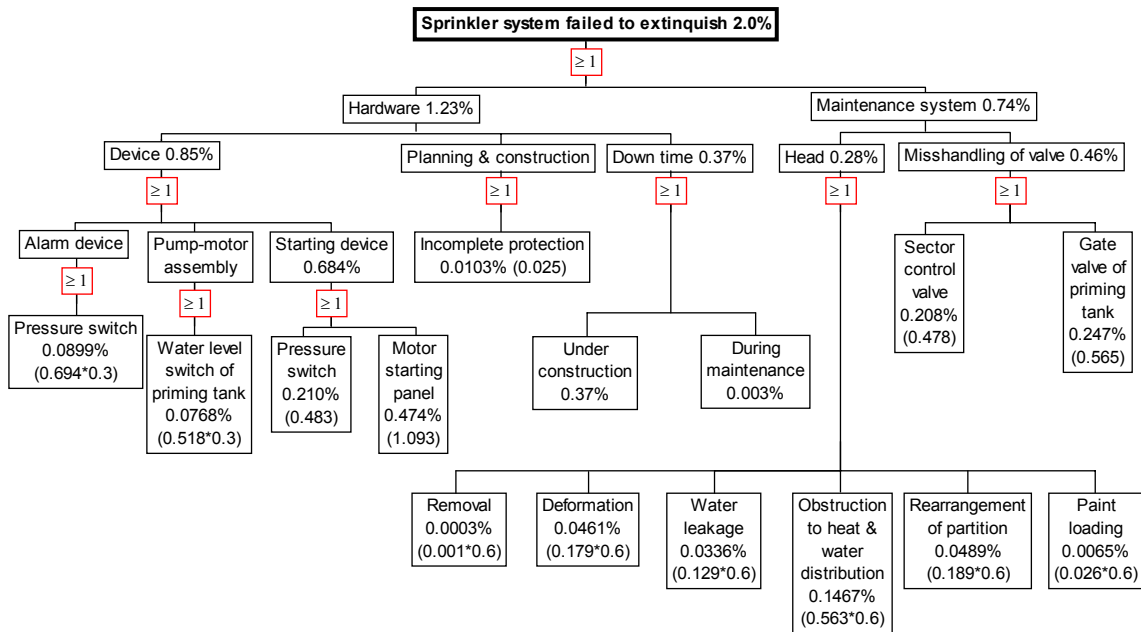 Sprinkler system failed to extinquish 2.0%
≥ 1
Hardware 1.23%
Maintenance system 0.74%
Device 0.85%
Planning & construction
Down time 0.37%
Head 0.28%
Misshandling of valve 0.46%
≥ 1
≥ 1
≥ 1
≥ 1
≥ 1
Alarm device
Pump-motor
assembly
Starting device
0.684%
Incomplete protection
0.0103% (0.025)
Sector
control
valve
0.208%
(0.478)
Gate
valve of
priming
tank
0.247%
(0.565)
≥ 1
≥ 1
≥ 1
Pressure switch
0.0899%
(0.694*0.3)
Water level
switch of
priming tank
0.0768%
(0.518*0.3)
Pressure
switch
0.210%
(0.483)
Motor
starting
panel
0.474%
(1.093)
Under
construction
0.37%
During
maintenance
0.003%
Removal
0.0003%
(0.001*0.6)
Deformation
0.0461%
(0.179*0.6)
Water
leakage
0.0336%
(0.129*0.6)
Obstruction
to heat &
water
distribution
0.1467%
(0.563*0.6)
Rearrangement
of partition
0.0489%
(0.189*0.6)
Paint
loading
0.0065%
(0.026*0.6)